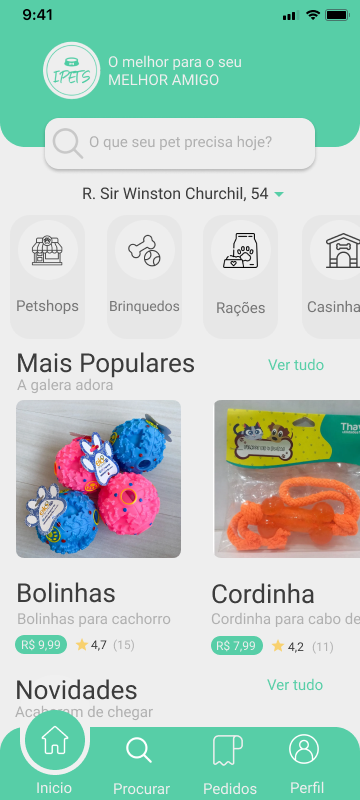 9:41
IPETS
O melhor para o seu
MELHOR AMIGO
O que seu pet precisa hoje?
R. Sir Winston Churchil, 54
Petshops
Brinquedos
Rações
Casinha
Mais Populares
Ver tudo
A galera adora
Thav
Bolinhas
Cordinha
Bolinhas para cachorro
Cordinha para cabo de
R$ 9,99
4,7
(15)
R$ 7,99
4,2
(11)
Novidades
Ver tudo
Acabaram de chegar
Inicio
Procurar
Pedidos
Perfil